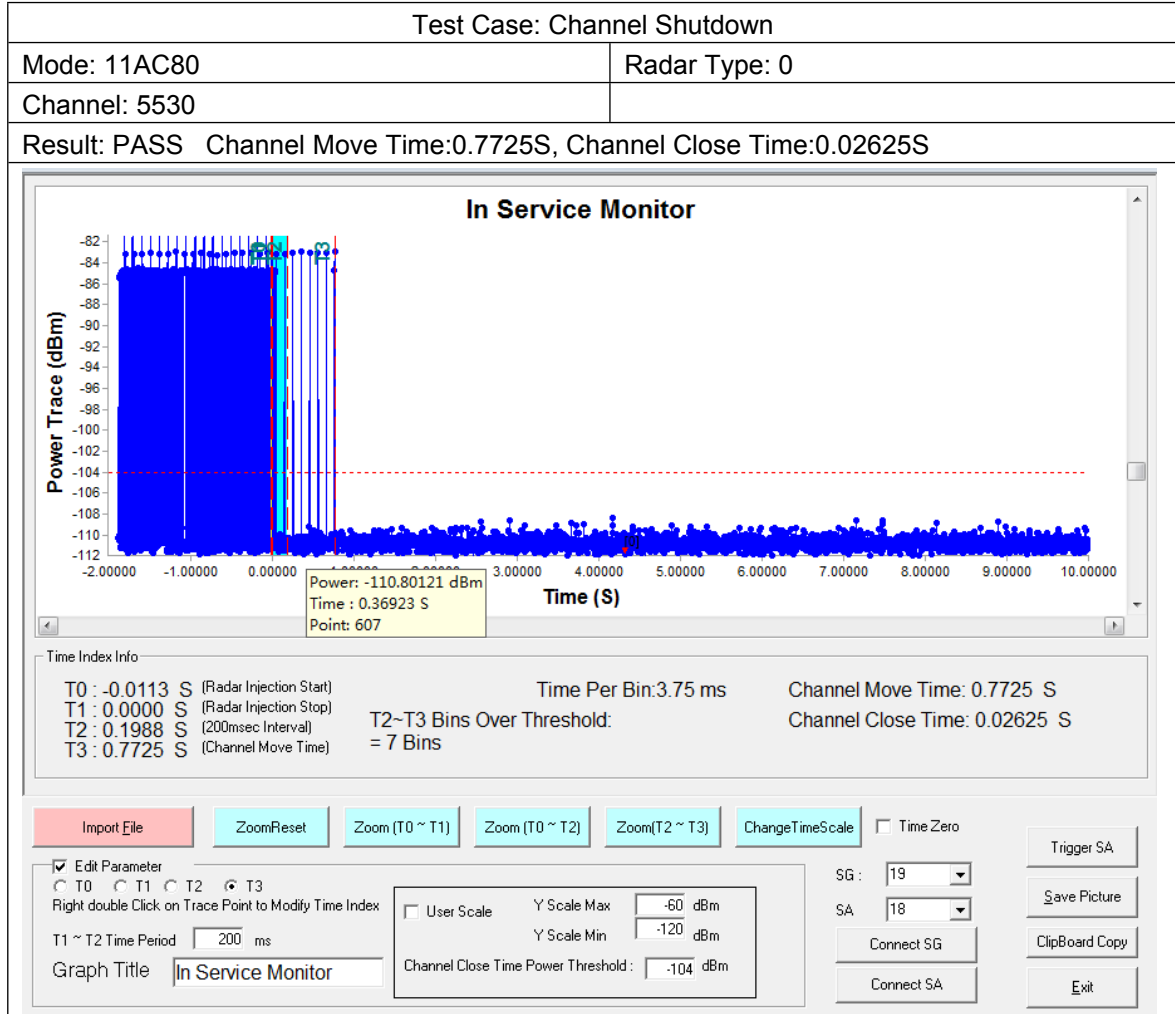 Test Case: Channel Shutdown
Mode: 11AC80 Radar Type: 0
Channel: 5530
Result: PASS Channel Move Time:0.7725S, Channel Close Time:0.02625S
In Service Monitor
T2 T3
Power Trace (dBm)
-82
-84
-86
-88
-90
-92
-94
-96
-98
-100
-102
-104
-106
-108
-110
-112
-2.00000 -1.00000 0.00000 3.00000 4.00000 5.00000 6.00000 7.00000 8.00000 9.00000 10.00000
Time (S)
Power: -110.80121 dBm
Time : 0.36923 S
Point: 607
Time Index Info
T0 : -0.0113 S (Radar Injection Start)
T1 : 0.0000 S (Radar Injection Stop)
T2 : 0.1988 S (200msec Interval)
T3 : 0.7725 S (Channel Move Time)
Time Per Bin:3.75 ms
T2~T3 Bins Over Threshold:
= 7 Bins
Channel Move Time: 0.7725 S
Channel Close Time: 0.02625 S
Import File ZoomReset Zoom (T0 ~ T1) Zoom (T0 ~ T2) Zoom(T2 ~ T3) ChangeTimeScale Time Zero
Edit Parameter
T0 T1 T2 T3
Right double Click on Trace Point to Modify Time Index
T1 ~ T2 Time Period 200 ms
Graph Title In Service Monitor
User Scale Y Scale Max -60 dBm
Y Scale Min -120 dBm
Channel Close Time Power Threshold : -104 dBm
SG : 19
SA 18
Connect SG
Connect SA
Trigger SA
Save Picture
ClipBoard Copy
Exit